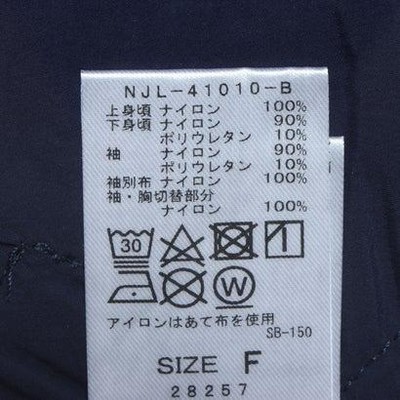 NJL-41010-B
上身頃 ナイロン 100%
下身頃 ナイロン 90%
ポリウレタン 10%
袖 ナイロン 90%
ポリウレタン 10%
袖別布 ナイロン 100%
袖・胸切替部分
ナイロン 100%
30
W
アイロンはあて布を使用
SB-150
SIZE F
28257